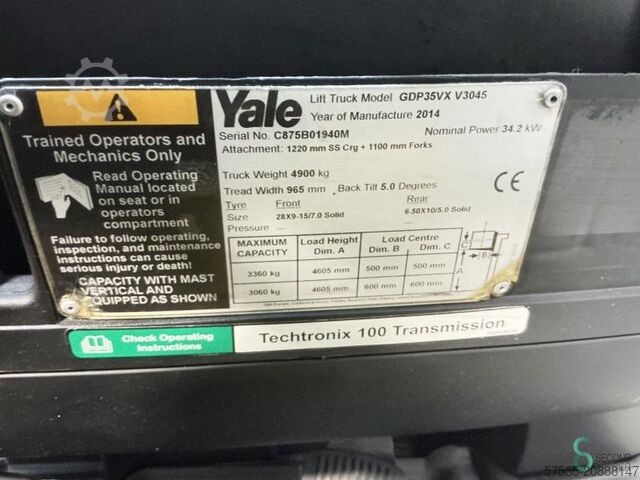 Yale
Lift Truck Model GDP35VX V3045
Year of Manufacture 2014
Serial No. C875B01940M Nominal Power 34.2 kW
Attachment: 1220 mm SS Crg + 1100 mm Forks
Truck Weight 4900 kg
Tread Width 965 mm Back Tilt 5.0 Degrees
Tyre Front Rear
Size 28X9-15/7.0 Solid 6.50X10/5.0 Solid
Pressure ---
MAXIMUM CAPACITY Load Height Dim. A Load Centre Dim. B Dim. C
3360 kg 4605 mm 500 mm 500 mm
3060 kg 4605 mm 600 mm 600 mm
C
B
A
CE
Trained Operators and
Mechanics Only
Read Operating
Manual located
on seat or in
operators
compartment
Failure to follow operating,
inspection, and maintenance
instructions can cause
serious injury or death!
CAPACITY WITH MAST
VERTICAL AND
EQUIPPED AS SHOWN
Check Operating
Instructions
Techtronix 100 Transmission
SECOND
57555-20888147